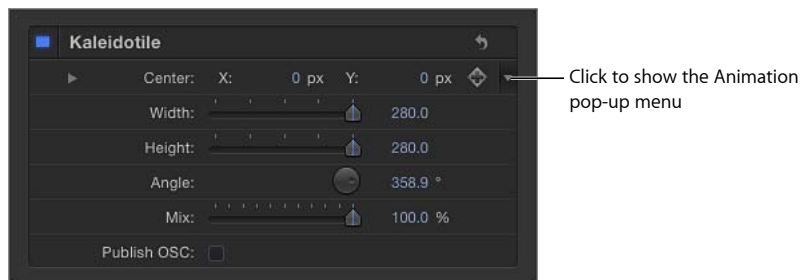 Kaleidotile
Center: X: 0 px Y: 0 px
Click to show the Animation
pop-up menu
Width: 280.0
Height: 280.0
Angle: 358.9 °
Mix: 100.0 %
Publish OSC: